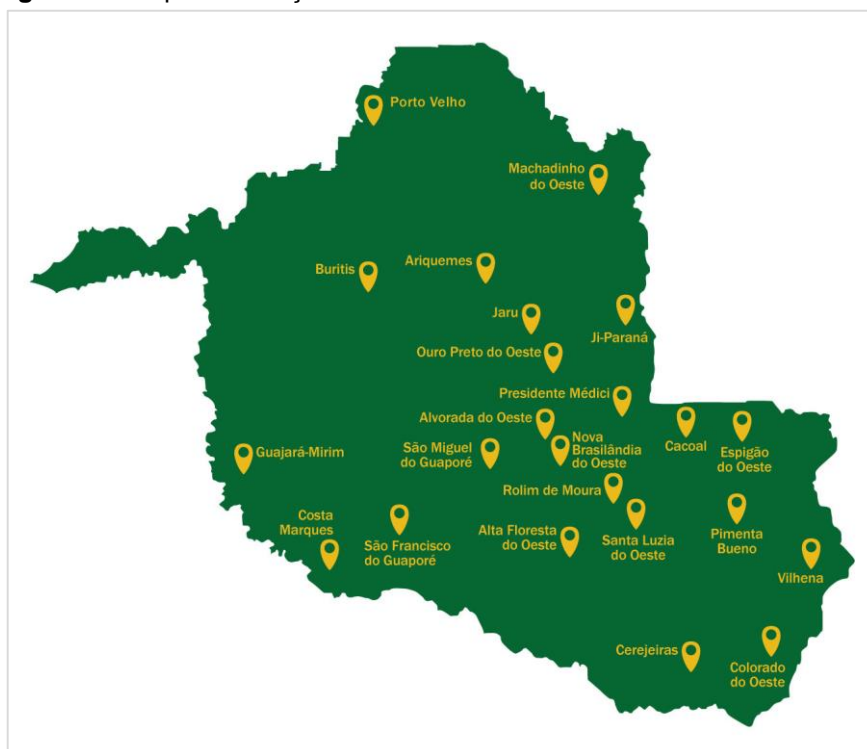 Porto Velho
Machadinho
do Oeste
Buritis
Ariquemes
Jaru
Ji-Paraná
Ouro Preto do Oeste
Presidente Médici
Alvorada do Oeste
Cacoal
Espigão
do Oeste
Guajará-Mirim
São Miguel
do Guaporé
Nova
Brasilândia
do Oeste
Rolim de Moura
Costa
Marques
São Francisco
do Guaporé
Alta Floresta
do Oeste
Santa Luzia
do Oeste
Pimenta
Bueno
Vilhena
Cerejeiras
Colorado
do Oeste